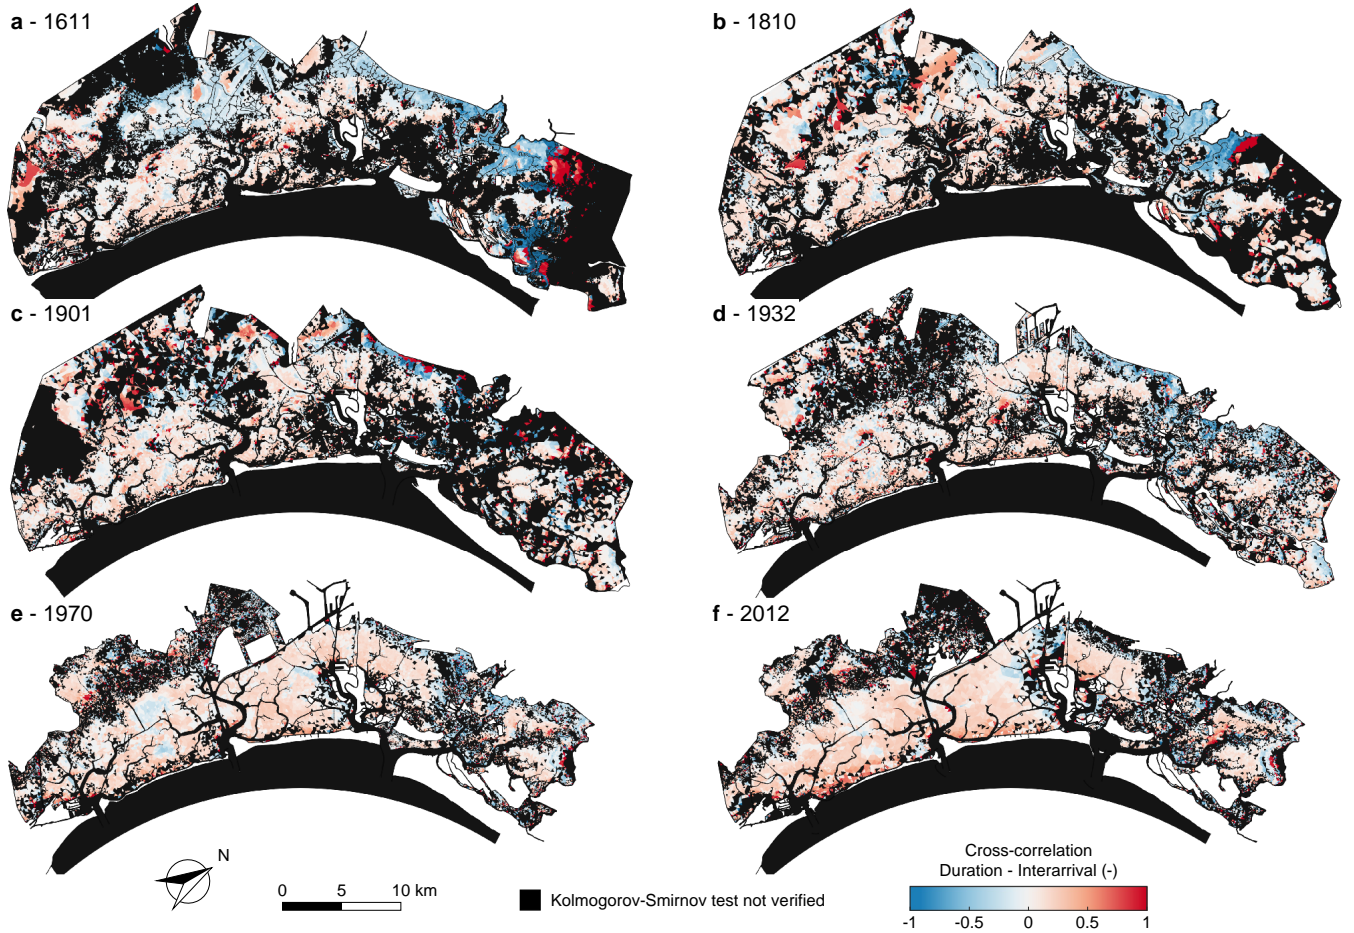 a - 1611
b - 1810
c - 1901
d - 1932
e - 1970
f - 2012
N
0 5 10 km
Kolmogorov-Smirnov test not verified
Cross-correlation
Duration - Interarrival (-)
-1 -0.5 0 0.5 1